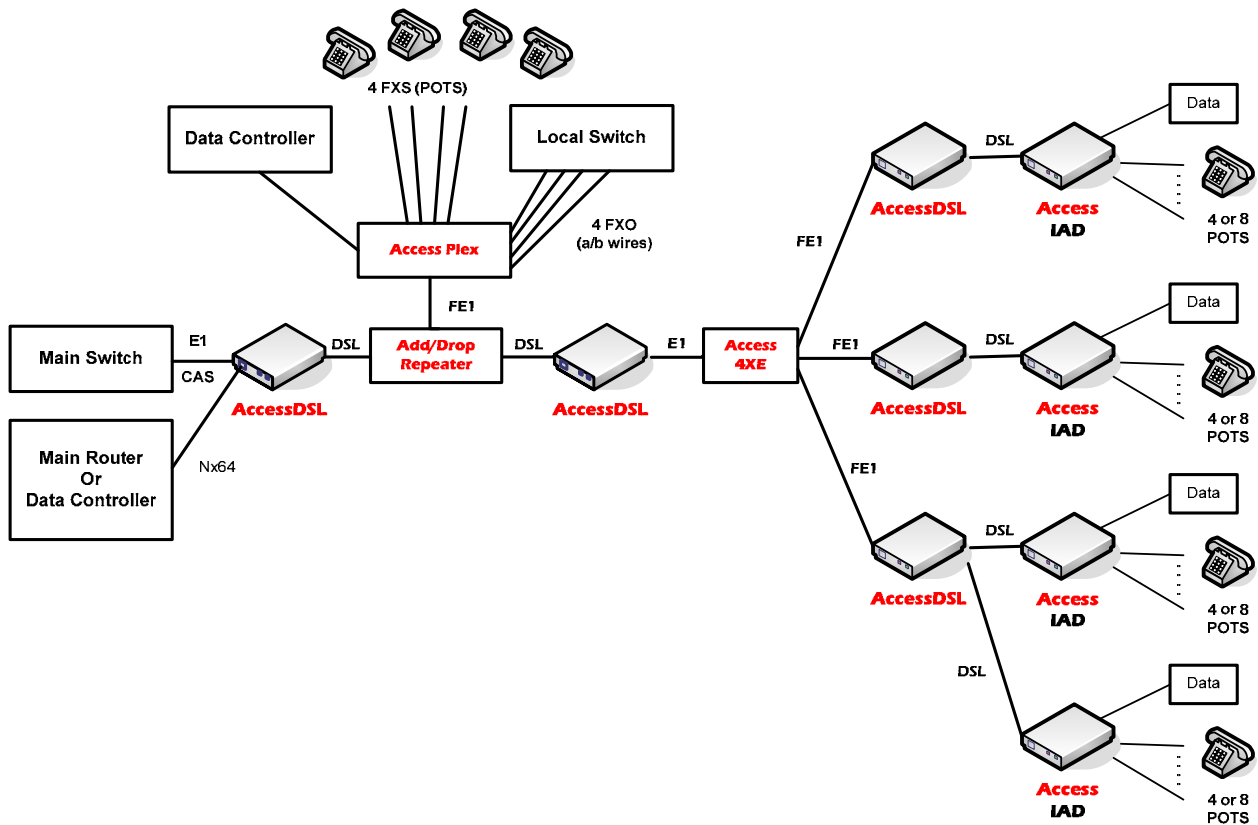 4 FXS (POTS)
Data Controller
Local Switch
4 FXO
(a/b wires)
Access Plex
FE1
Main Switch
E1
CAS
AccessDSL
DSL
Add/Drop
Repeater
DSL
AccessDSL
E1
Access
4XE
Main Router
Or
Data Controller
Nx64
FE1
AccessDSL
DSL
Access
IAD
Data
4 or 8
POTS
FE1
AccessDSL
DSL
Access
IAD
Data
4 or 8
POTS
FE1
AccessDSL
DSL
Access
IAD
Data
4 or 8
POTS
DSL
Access
IAD
Data
4 or 8
POTS